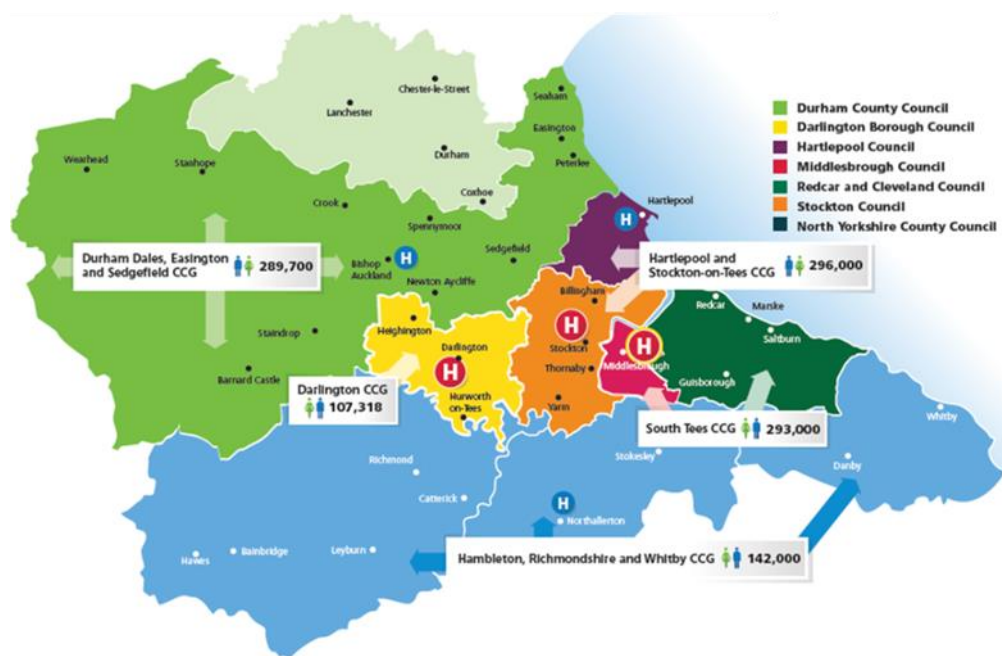 Chester-le-Street
Lanchester
Seaham
Easington
Durham
Peterlee
Wearhead
Stanhope
Coxhoe
Crook
Spennymoor
Hartlepool
H
Durham County Council
Darlington Borough Council
Hartlepool Council
Middlesbrough Council
Redcar and Cleveland Council
Stockton Council
North Yorkshire County Council
Durham Dales, Easington
and Sedgefield CCG
289,700
Bishop
Auckland
H
Sedgefield
Newton Aycliffe
Hartlepool and
Stockton-on-Tees CCG
296,000
Billingham
Redcar
Marske
Saltburn
Heighington
Staindrop
H
Stockton
H
Middlesbrough
Darlington
H
Thornaby
Guisborough
Barnard Castle
Darlington CCG
107,318
Hurworth
on-Tees
Yarm
South Tees CCG
293,000
Whitby
Richmond
Stokesley
Danby
Catterick
H
Northallerton
Hawes
Bainbridge
Leyburn
Hambleton, Richmondshire and Whitby CCG
142,000